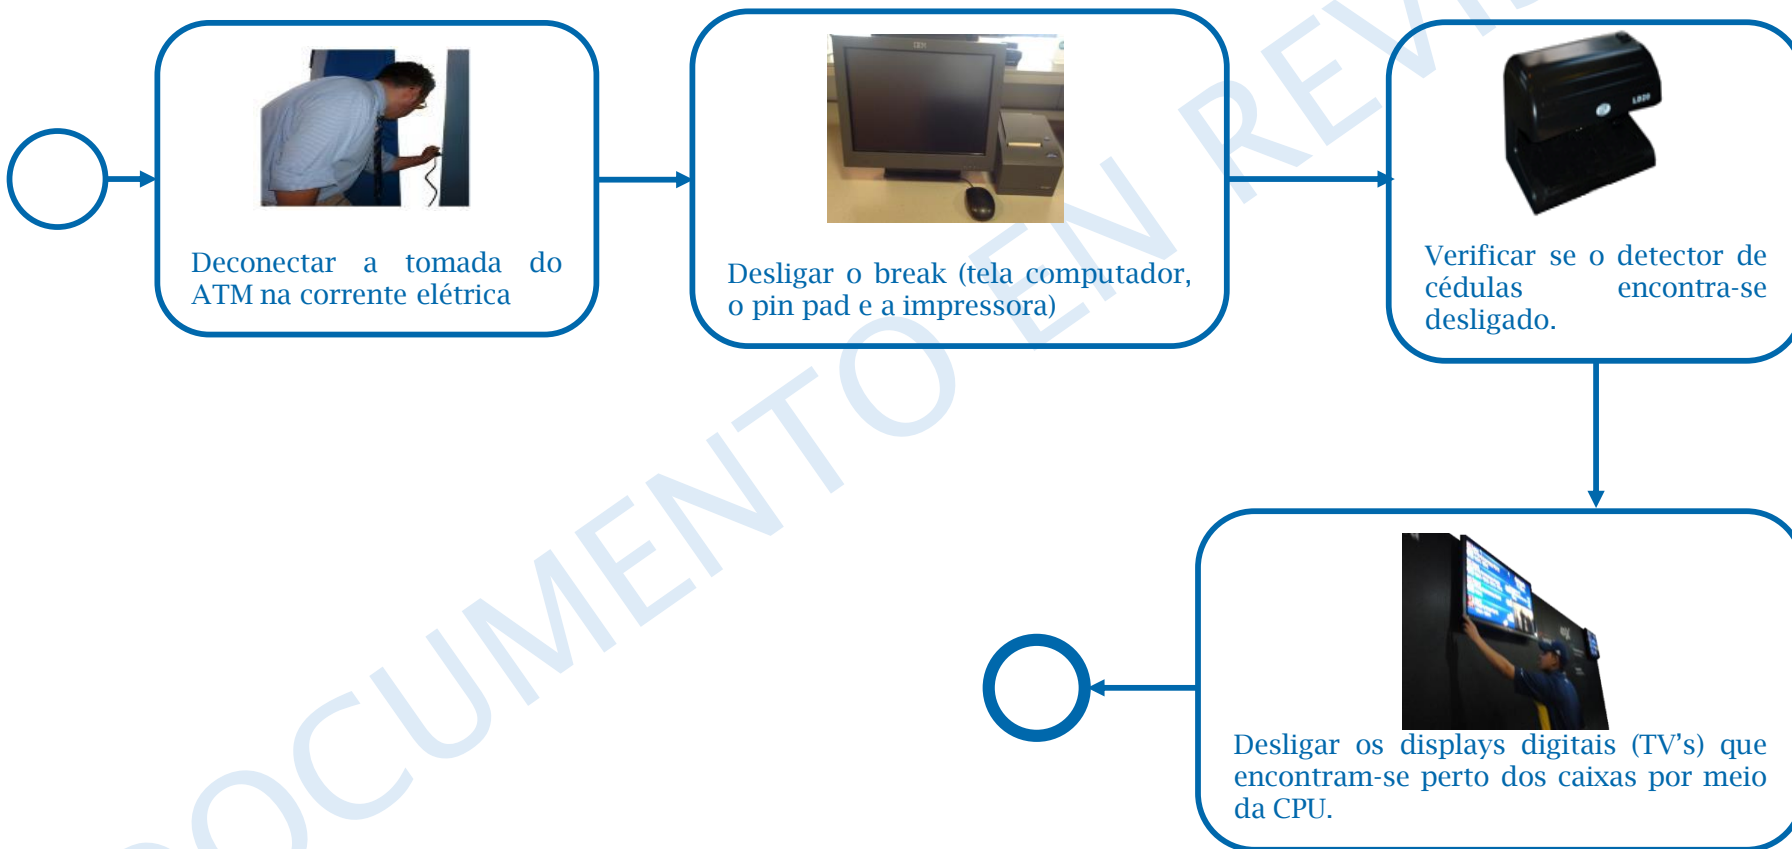 Deconectar a tomada do
ATM na corrente elétrica
Desligar o break (tela computador,
o pin pad e a impressora)
Verificar se o detector de
cédulas encontra-se
desligado.
Desligar os displays digitais (TV’s) que
encontram-se perto dos caixas por meio
da CPU.
DOCUMENTO EN REVI
IBM